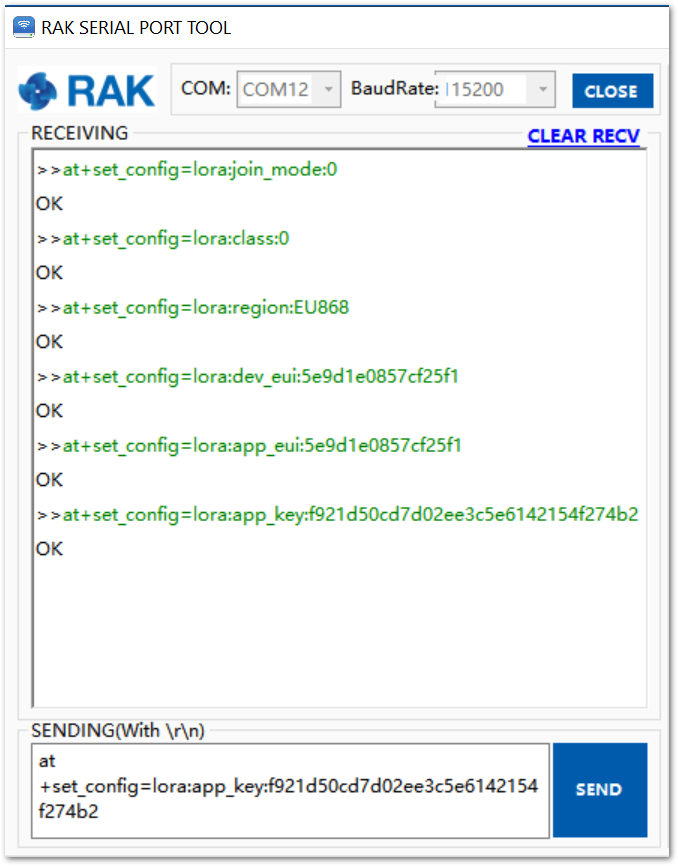 RAK SERIAL PORT TOOL
RAK COM: COM12 BaudRate: 115200 CLOSE
RECEIVING CLEAR RECV
>>at+set_config=lora:join_mode:0
OK
>>at+set_config=lora:class:0
OK
>>at+set_config=lora:region:EU868
OK
>>at+set_config=lora:dev_eui:5e9d1e0857cf25f1
OK
>>at+set_config=lora:app_eui:5e9d1e0857cf25f1
OK
>>at+set_config=lora:app_key:f921d50cd7d02ee3c5e6142154f274b2
OK
SENDING(With \r\n)
at
+set_config=lora:app_key:f921d50cd7d02ee3c5e6142154
f274b2
SEND